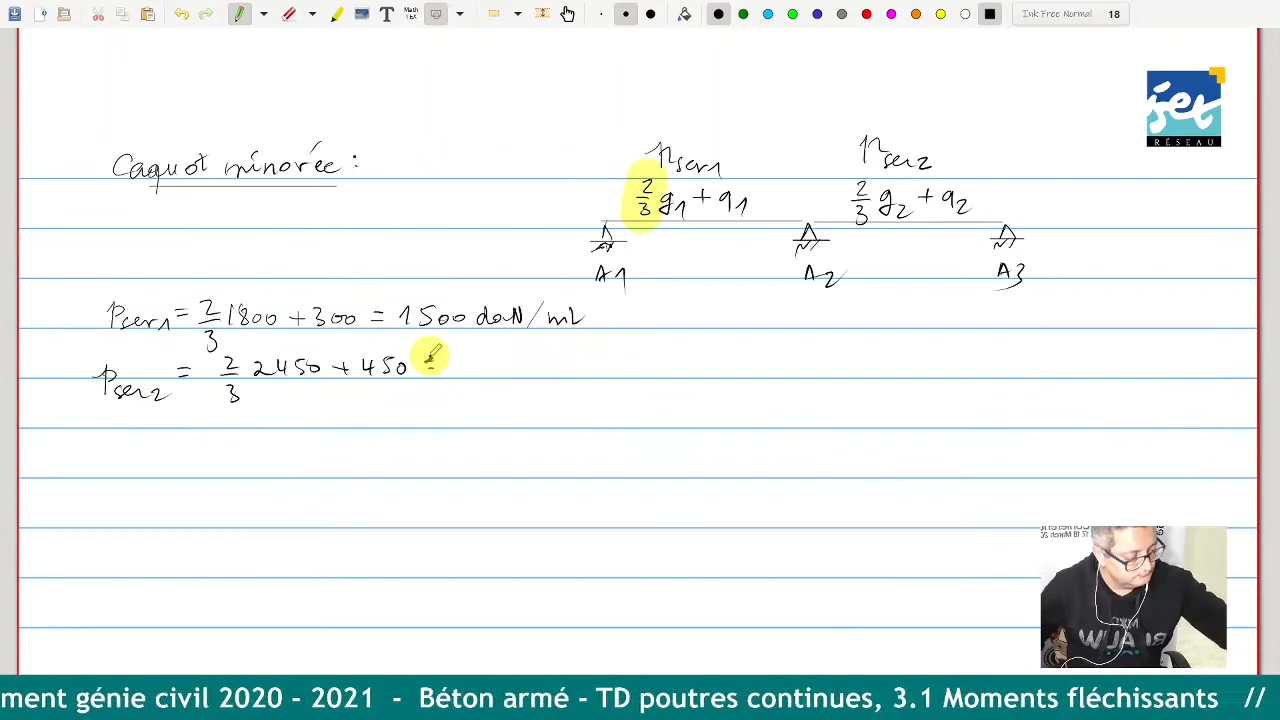 Ink Free Normal 18
iset
RÉSEAU
Caquot minorée :
Pser1 Pser2
2/3 g1 + q1 2/3 g2 + q2
A1 A2 A3
Pser1 = 2/3 1800 + 300 = 1500 daN/mL
Pser2 = 2/3 2450 + 450 =
ment génie civil 2020 - 2021 - Béton armé - TD poutres continues, 3.1 Moments fléchissants //